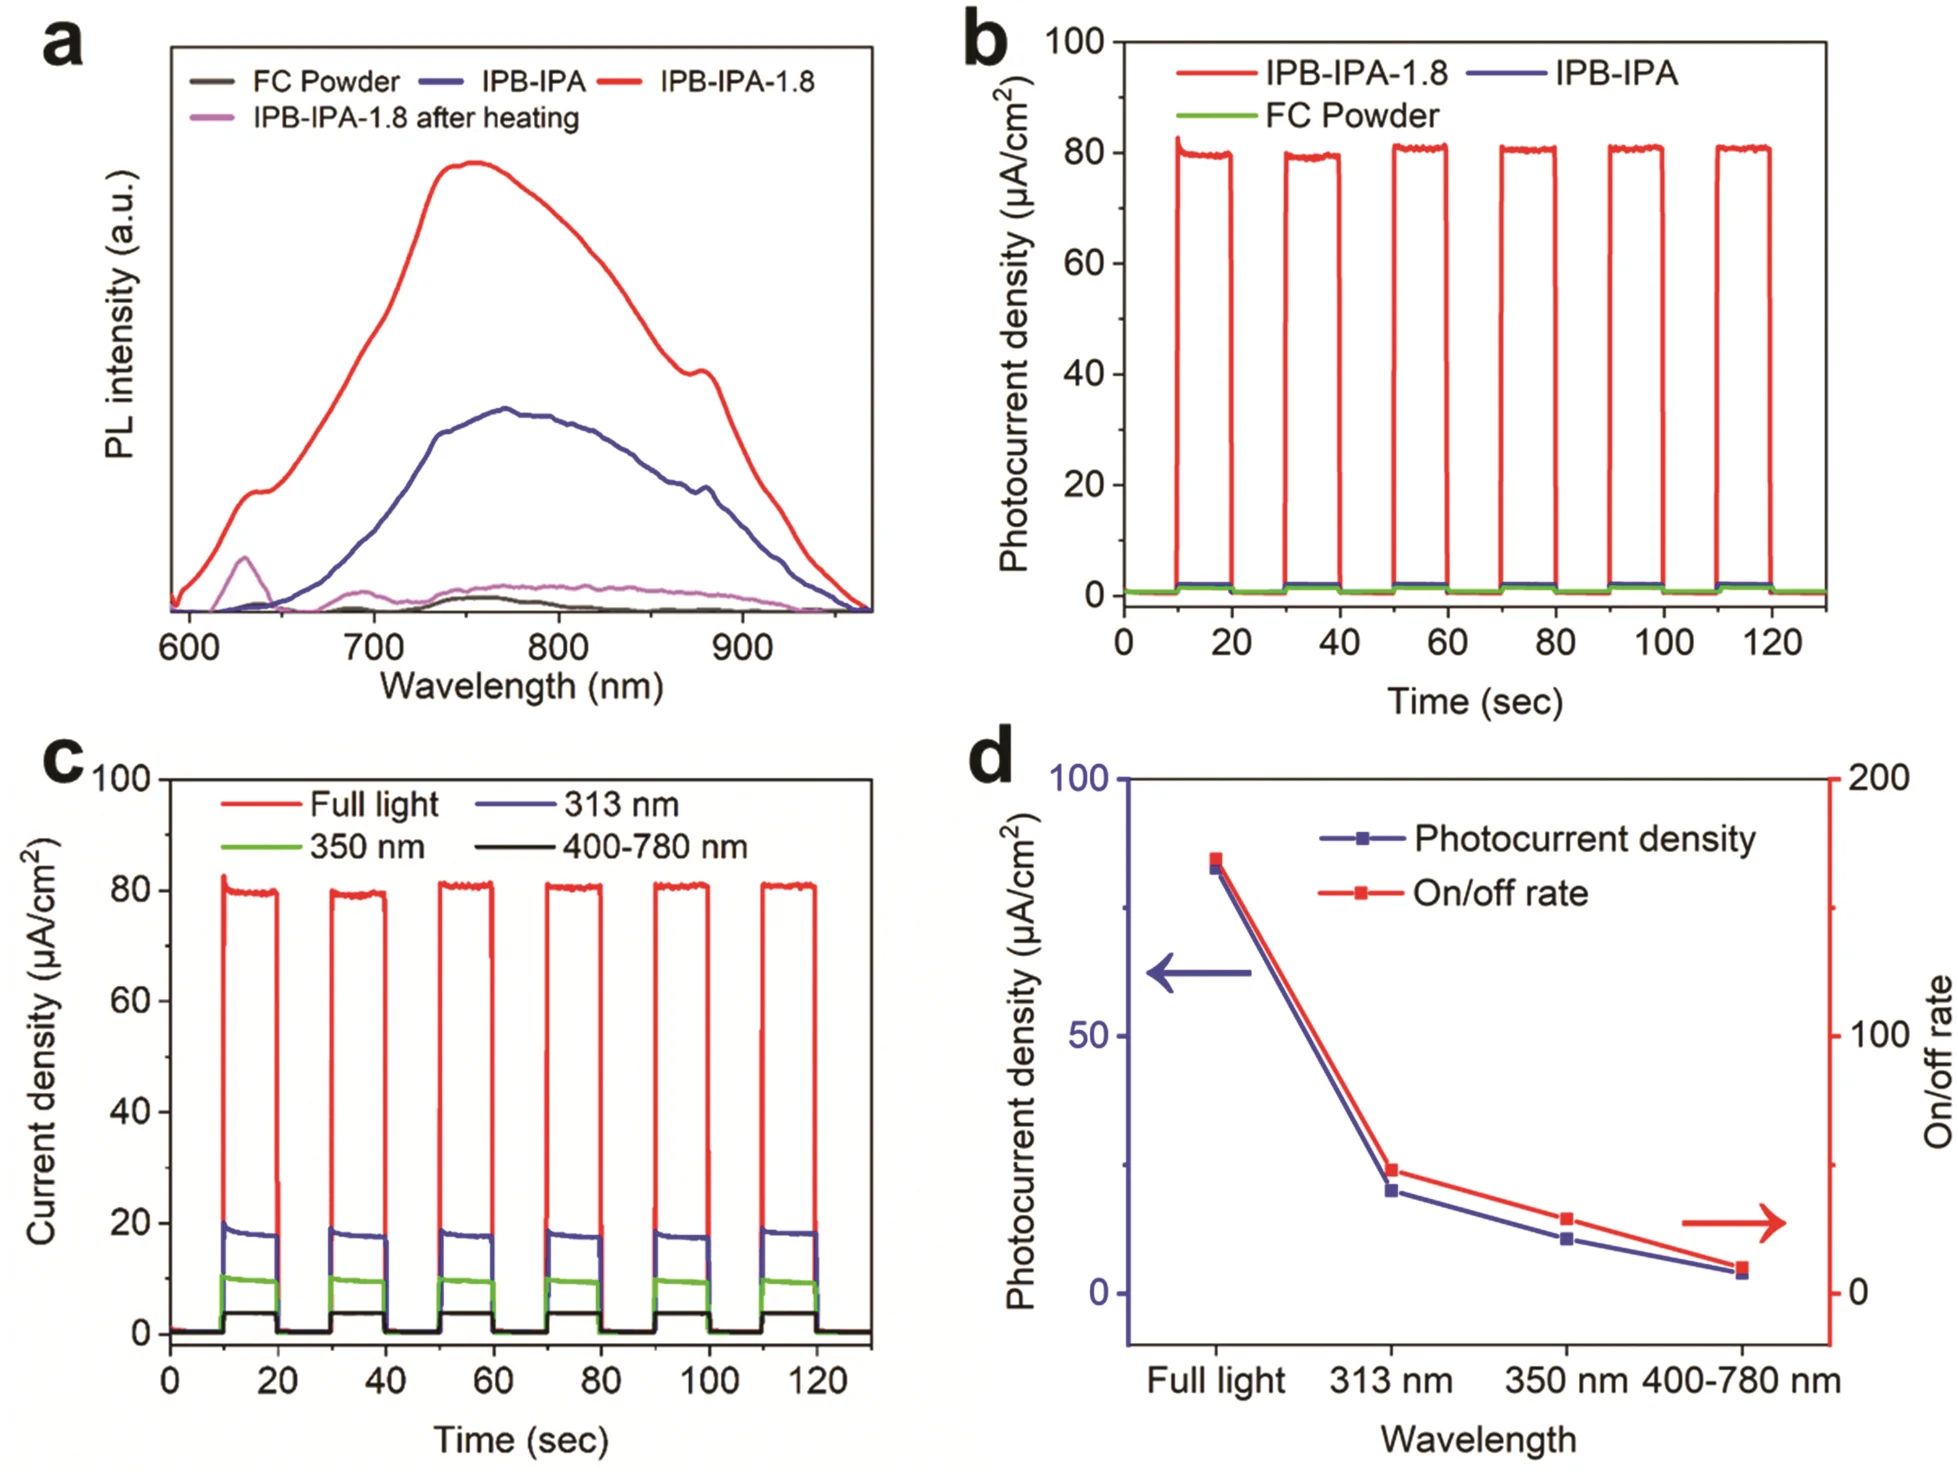 a
FC Powder IPB-IPA IPB-IPA-1.8
IPB-IPA-1.8 after heating
PL intensity (a.u.)
600 700 800 900
Wavelength (nm)
b
IPB-IPA-1.8 IPB-IPA
FC Powder
Photocurrent density (μA/cm²)
100
80
60
40
20
0
0 20 40 60 80 100 120
Time (sec)
c
Full light 313 nm
350 nm 400-780 nm
Current density (μA/cm²)
100
80
60
40
20
0
0 20 40 60 80 100 120
Time (sec)
d
Photocurrent density
On/off rate
Photocurrent density (μA/cm²)
100
50
0
200
100
0
On/off rate
Full light 313 nm 350 nm 400-780 nm
Wavelength